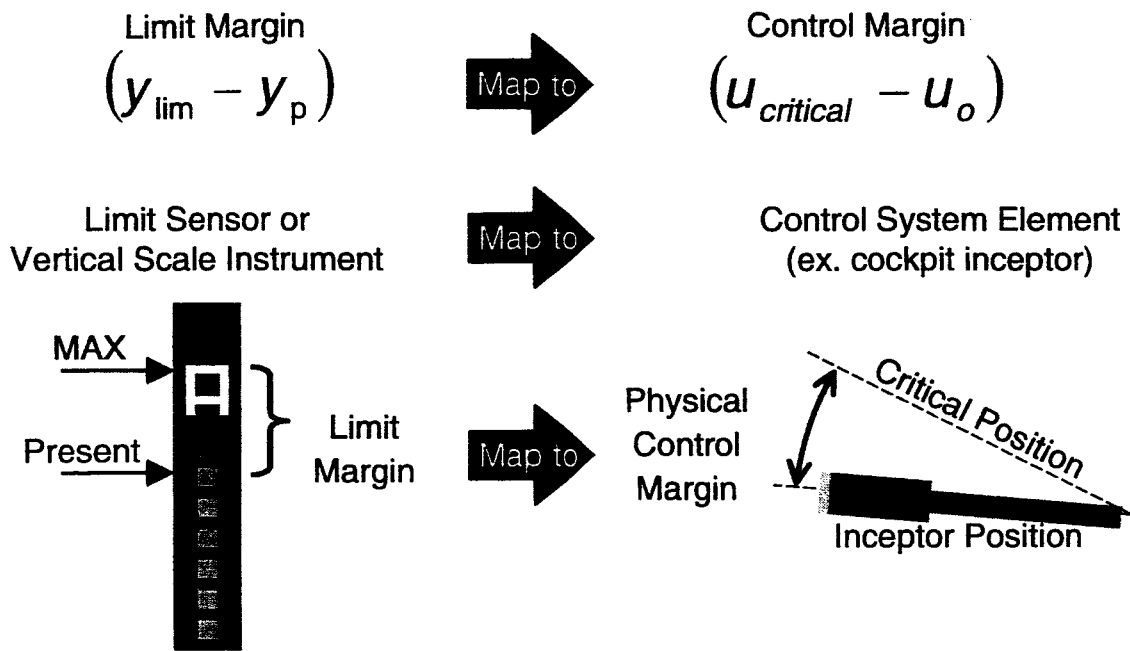 Limit Margin
(y_lim − y_p)
Map to
Control Margin
(u_critical − u_o)
Limit Sensor or
Vertical Scale Instrument
Map to
Control System Element
(ex. cockpit inceptor)
MAX
Present
Limit
Margin
Map to
Physical
Control
Margin
Critical Position
Inceptor Position